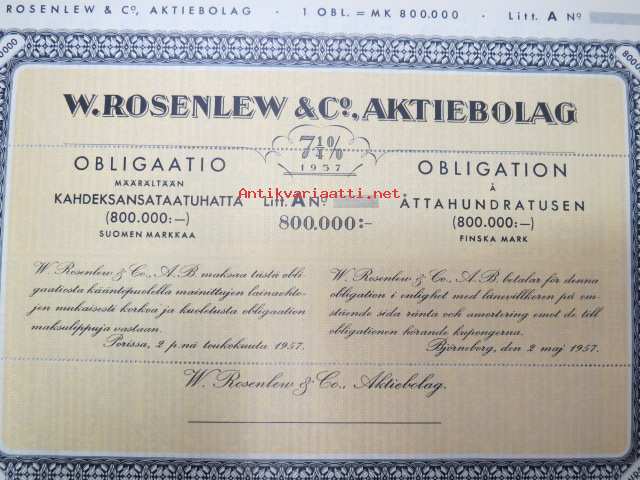 ROSENLEW & Cº, AKTIEBOLAG · 1 OBL. = MK 800.000 · Litt. A Nº
W. ROSENLEW & Cº., AKTIEBOLAG
7 1/4 %
1957
OBLIGAATIO
MÄÄRÄLTÄÄN
KAHDEKSANSATAATUHATTA
(800.000:—)
SUOMEN MARKKAA
Litt. A Nº
800.000:-
OBLIGATION
Å
ÅTTAHUNDRATUSEN
(800.000:—)
FINSKA MARK
Antikvariaatti.net
W. Rosenlew & Co., A.B. maksaa tästä obli-
gaatiosta kääntöpuolella mainittujen lainaehto-
jen mukaisesti korkoa ja kuoletusta obligaation
maksulippuja vastaan.
Porissa, 2 p:nä toukokuuta 1957.
W. Rosenlew & Co., A.B. betalar för denna
obligation i enlighet med lånevillkoren på om-
stående sida ränta och amortering emot de till
obligationen hörande kupongerna.
Björneborg, den 2 maj 1957.
W. Rosenlew & Co., Aktiebolag.